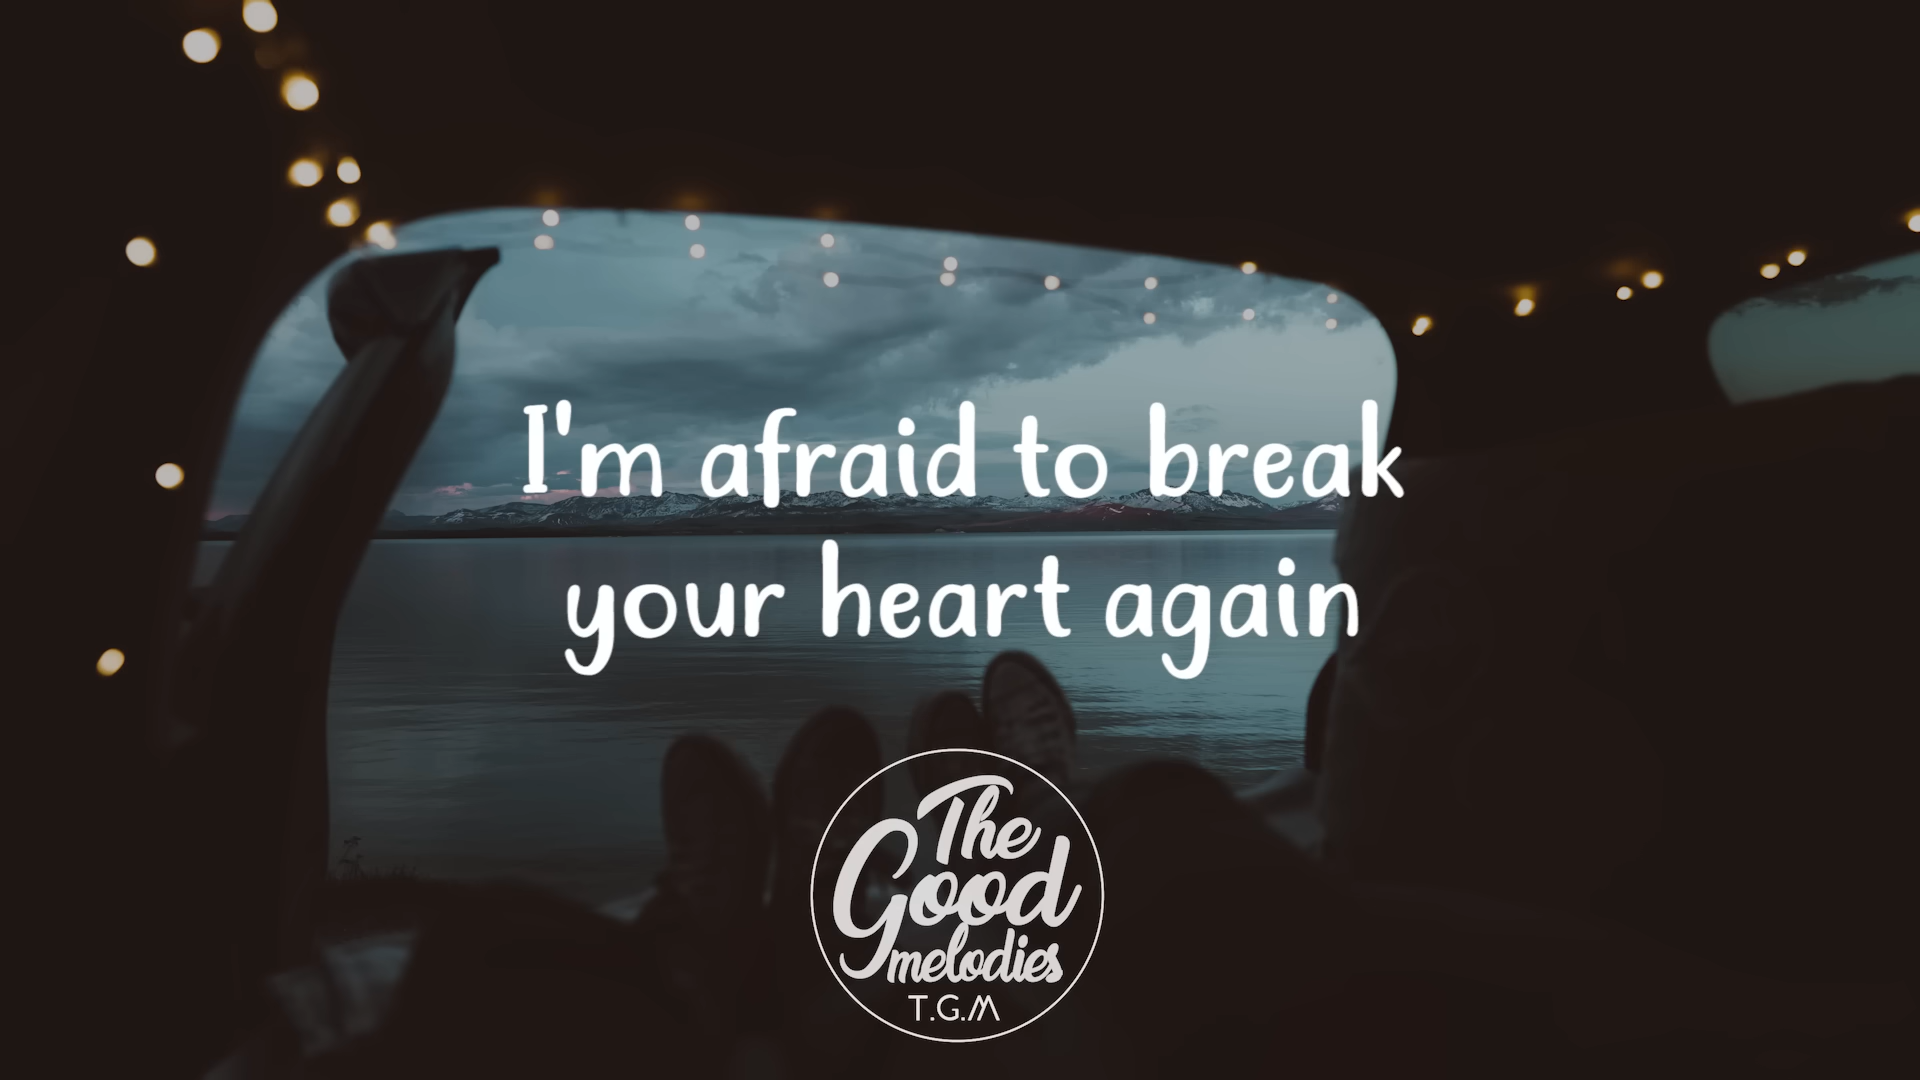 I'm afraid to break
your heart again
The
Good
melodies
T.G.M